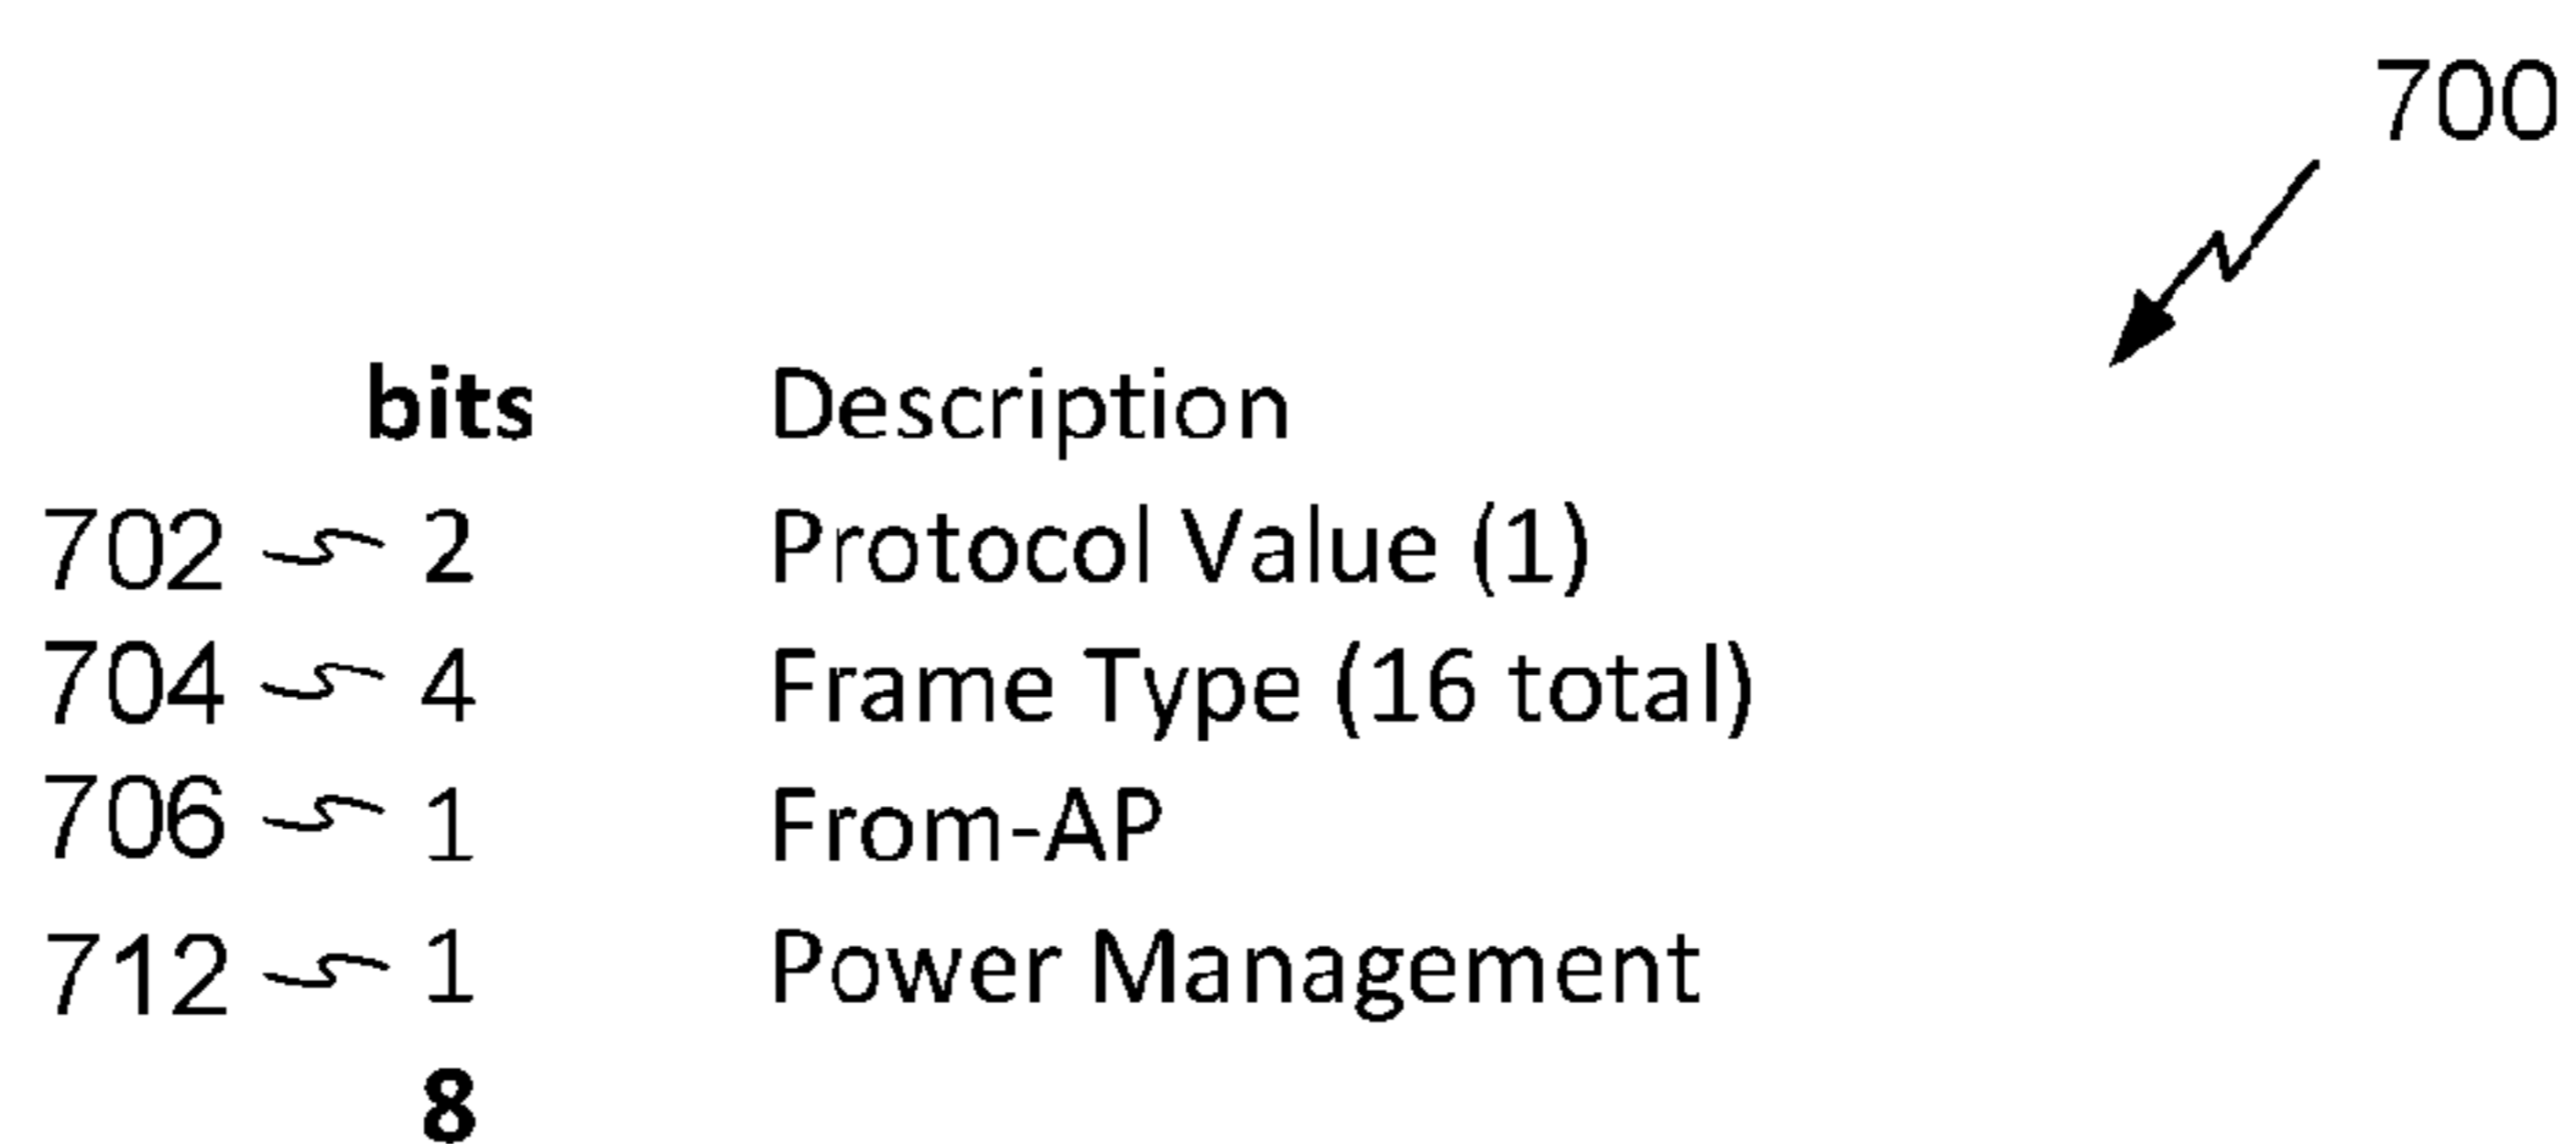 700
bits Description
702 2 Protocol Value (1)
704 4 Frame Type (16 total)
706 1 From-AP
712 1 Power Management
8